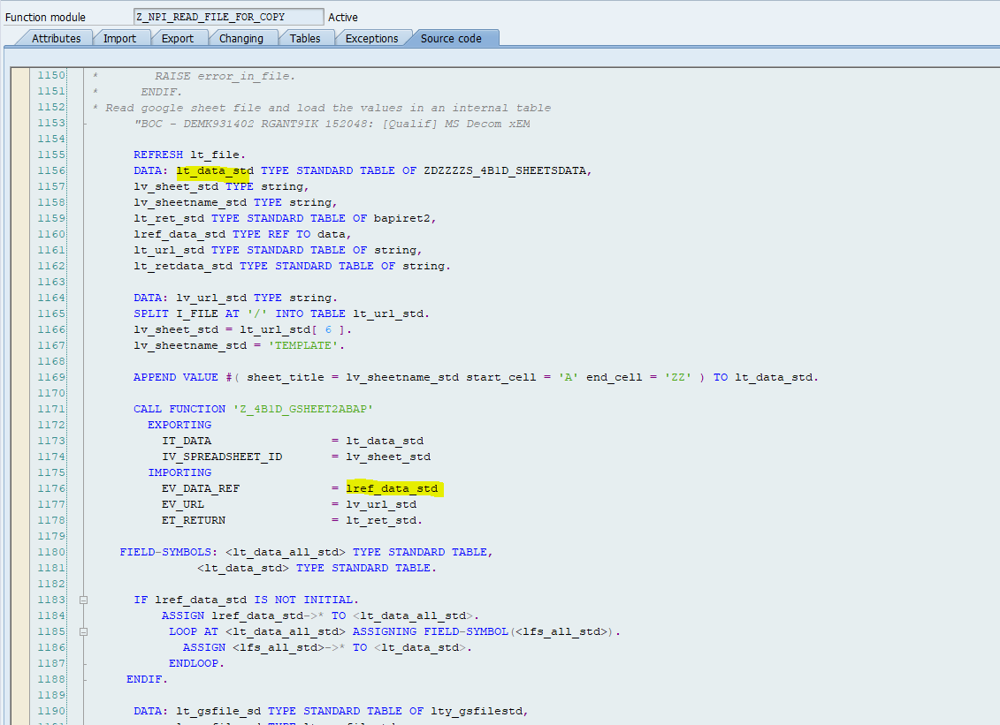 Function module Z_NPI_READ_FILE_FOR_COPY Active
Attributes Import Export Changing Tables Exceptions Source code
1150 * RAISE error_in_file.
1151 * ENDIF.
1152 * Read google sheet file and load the values in an internal table
1153 "BOC - DEMK931402 RGANT9IK 152048: [Qualif] MS Decom xEM
1154
1155 REFRESH lt_file.
1156 DATA: lt_data_std TYPE STANDARD TABLE OF ZDZZZZS_4B1D_SHEETSDATA,
1157 lv_sheet_std TYPE string,
1158 lv_sheetname_std TYPE string,
1159 lt_ret_std TYPE STANDARD TABLE OF bapiret2,
1160 lref_data_std TYPE REF TO data,
1161 lt_url_std TYPE STANDARD TABLE OF string,
1162 lt_retdata_std TYPE STANDARD TABLE OF string.
1163
1164 DATA: lv_url_std TYPE string.
1165 SPLIT I_FILE AT '/' INTO TABLE lt_url_std.
1166 lv_sheet_std = lt_url_std[ 6 ].
1167 lv_sheetname_std = 'TEMPLATE'.
1168
1169 APPEND VALUE #( sheet_title = lv_sheetname_std start_cell = 'A' end_cell = 'ZZ' ) TO lt_data_std.
1170
1171 CALL FUNCTION 'Z_4B1D_GSHEET2ABAP'
1172 EXPORTING
1173 IT_DATA = lt_data_std
1174 IV_SPREADSHEET_ID = lv_sheet_std
1175 IMPORTING
1176 EV_DATA_REF = lref_data_std
1177 EV_URL = lv_url_std
1178 ET_RETURN = lt_ret_std.
1179
1180 FIELD-SYMBOLS: <lt_data_all_std> TYPE STANDARD TABLE,
1181 <lt_data_std> TYPE STANDARD TABLE.
1182
1183 IF lref_data_std IS NOT INITIAL.
1184 ASSIGN lref_data_std->* TO <lt_data_all_std>.
1185 LOOP AT <lt_data_all_std> ASSIGNING FIELD-SYMBOL(<lfs_all_std>).
1186 ASSIGN <lfs_all_std>->* TO <lt_data_std>.
1187 ENDLOOP.
1188 ENDIF.
1189
1190 DATA: lt_gsfile_sd TYPE STANDARD TABLE OF lty_gsfilestd,